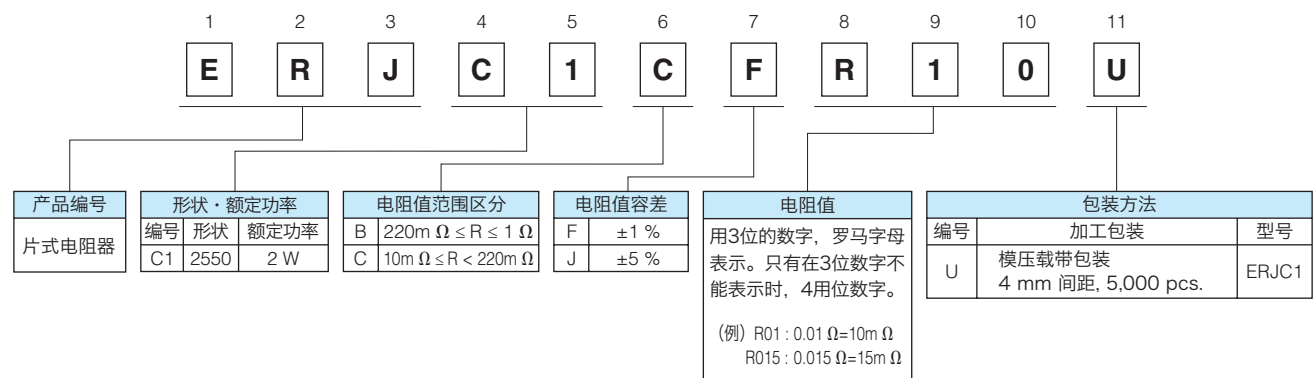 1 2 3 4 5 6 7 8 9 10 11
E R J C 1 C F R 1 0 U
产品编号
片式电阻器
形状・额定功率
编号 形状 额定功率
C1 2550 2 W
电阻值范围区分
B 220m Ω ≤ R ≤ 1 Ω
C 10m Ω ≤ R < 220m Ω
电阻值容差
F ±1 %
J ±5 %
电阻值
用3位的数字，罗马字母
表示。只有在3位数字不
能表示时，4用位数字。
(例) R01 : 0.01 Ω=10m Ω
R015 : 0.015 Ω=15m Ω
包装方法
编号 加工包装 型号
U 模压载带包装 ERJC1
4 mm 间距, 5,000 pcs.